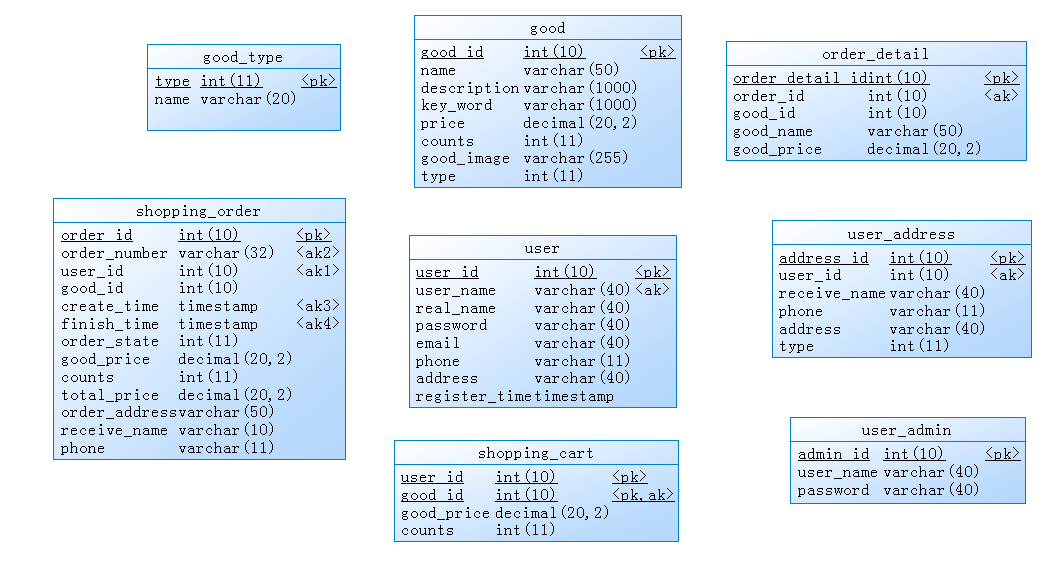 good_type
type int(11) <pk>
name varchar(20)
good
good_id int(10) <pk>
name varchar(50)
description varchar(1000)
key_word varchar(1000)
price decimal(20,2)
counts int(11)
good_image varchar(255)
type int(11)
order_detail
order_detail_id int(10) <pk>
order_id int(10) <ak>
good_id int(10)
good_name varchar(50)
good_price decimal(20,2)
shopping_order
order_id int(10) <pk>
order_number varchar(32) <ak2>
user_id int(10) <ak1>
good_id int(10)
create_time timestamp <ak3>
finish_time timestamp <ak4>
order_state int(11)
good_price decimal(20,2)
counts int(11)
total_price decimal(20,2)
order_address varchar(50)
receive_name varchar(10)
phone varchar(11)
user
user_id int(10) <pk>
user_name varchar(40) <ak>
real_name varchar(40)
password varchar(40)
email varchar(40)
phone varchar(11)
address varchar(40)
register_time timestamp
user_address
address_id int(10) <pk>
user_id int(10) <ak>
receive_name varchar(40)
phone varchar(11)
address varchar(40)
type int(11)
shopping_cart
user_id int(10) <pk>
good_id int(10) <pk,ak>
good_price decimal(20,2)
counts int(11)
user_admin
admin_id int(10) <pk>
user_name varchar(40)
password varchar(40)